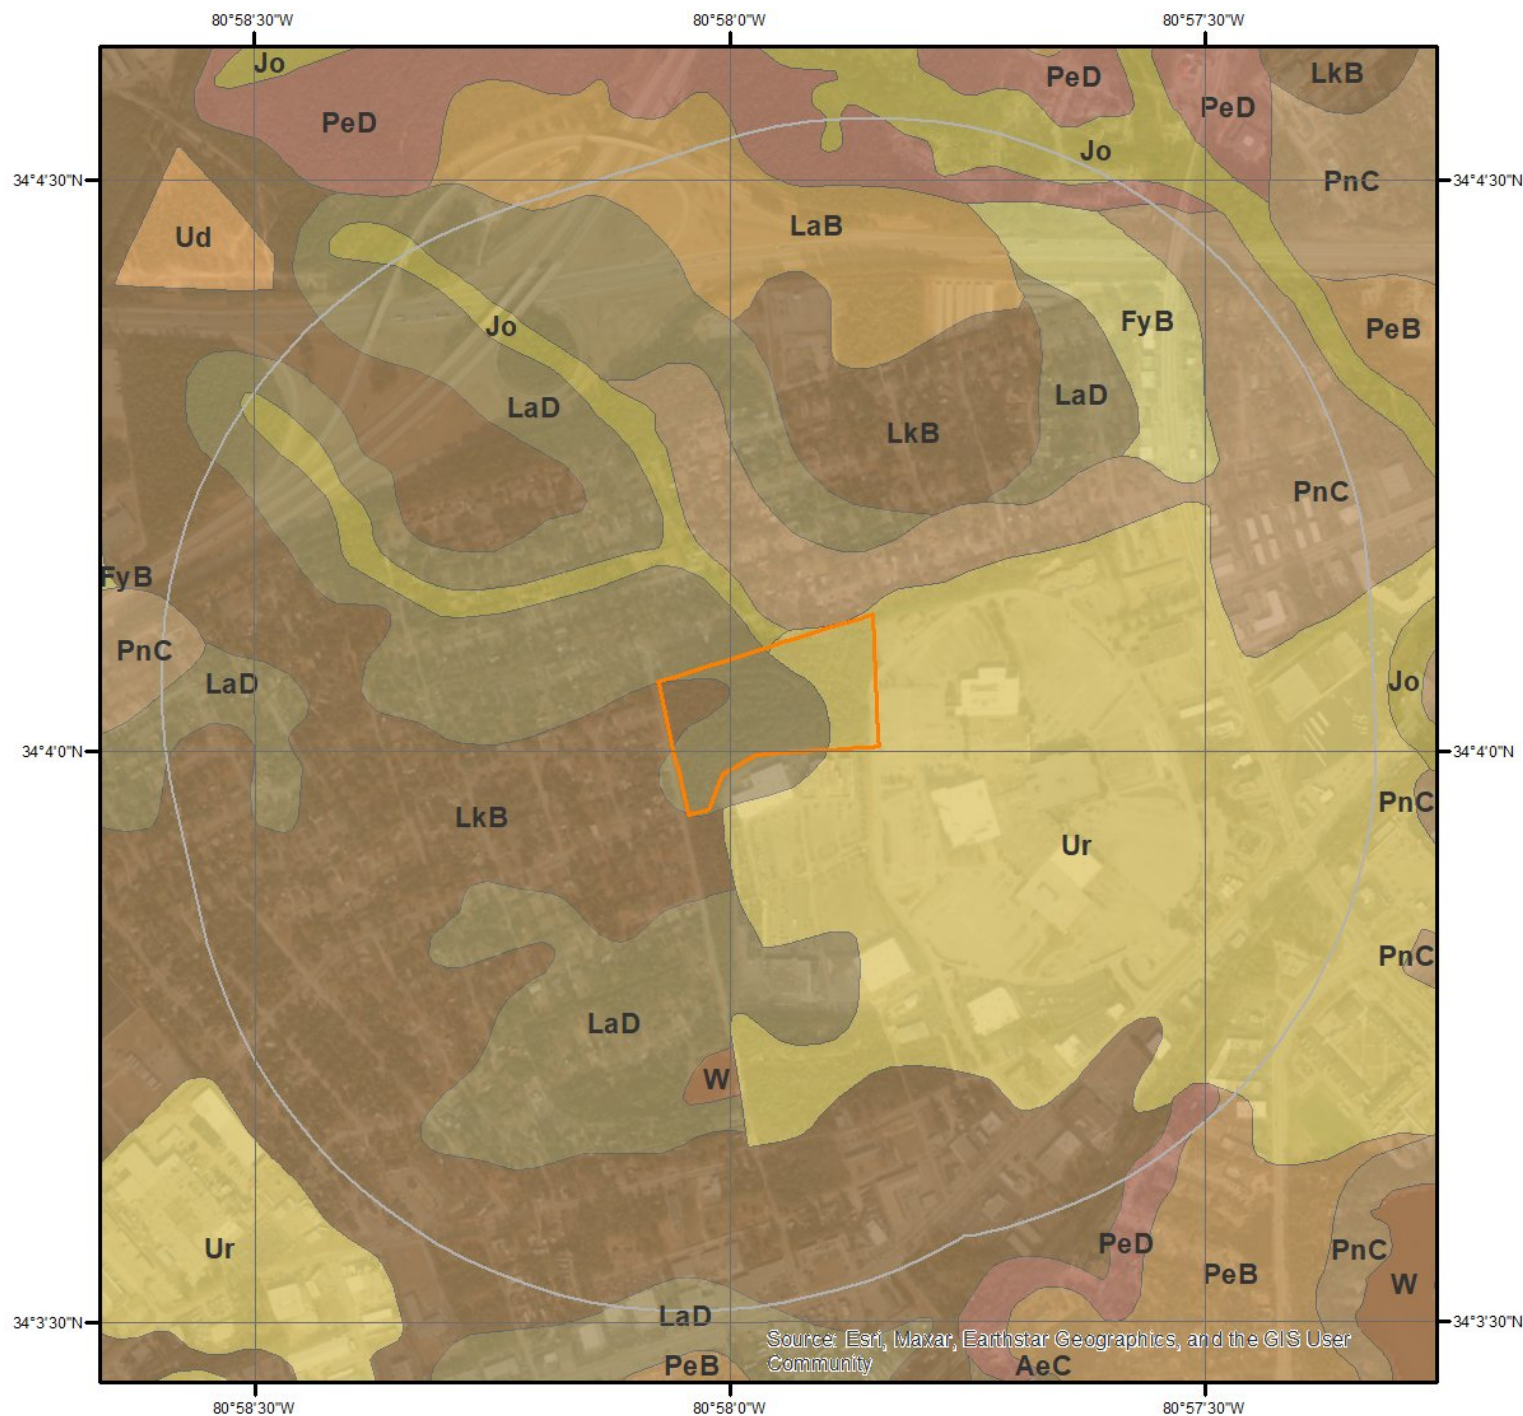 80°58'30"W
80°58'0"W
80°57'30"W
Jo
PeD
LkB
PeD
PeD
Jo
34°4'30"N
34°4'30"N
PnC
LaB
Ud
FyB
Jo
PeB
LaD
LaD
LkB
PnC
FyB
PnC
LaD
Jo
34°4'0"N
34°4'0"N
PnC
LkB
Ur
PnC
LaD
W
PeD
Ur
PnC
PeB
W
LaD
34°3'30"N
34°3'30"N
Source: Esri, Maxar, Earthstar Geographics, and the GIS User
Community
PeB
AeC
80°58'30"W
80°58'0"W
80°57'30"W